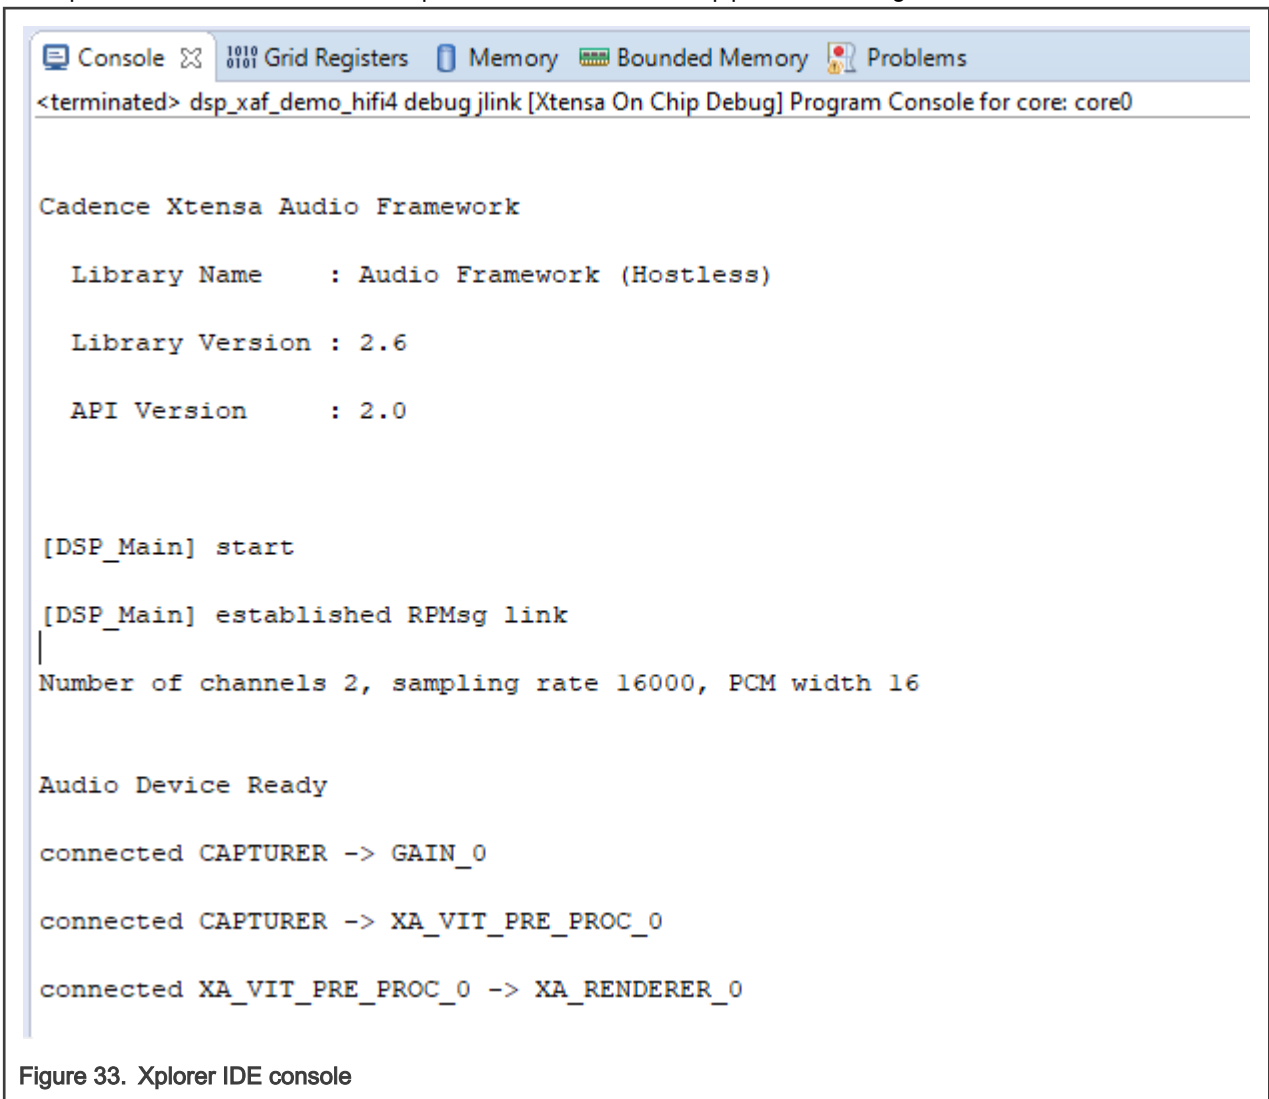 Console Grid Registers Memory Bounded Memory Problems
<terminated> dsp_xaf_demo_hifi4 debug jlink [Xtensa On Chip Debug] Program Console for core: core0
Cadence Xtensa Audio Framework
Library Name : Audio Framework (Hostless)
Library Version : 2.6
API Version : 2.0
[DSP_Main] start
[DSP_Main] established RPMsg link
Number of channels 2, sampling rate 16000, PCM width 16
Audio Device Ready
connected CAPTURER -> GAIN_0
connected CAPTURER -> XA_VIT_PRE_PROC_0
connected XA_VIT_PRE_PROC_0 -> XA_RENDERER_0
Figure 33. Xplorer IDE console